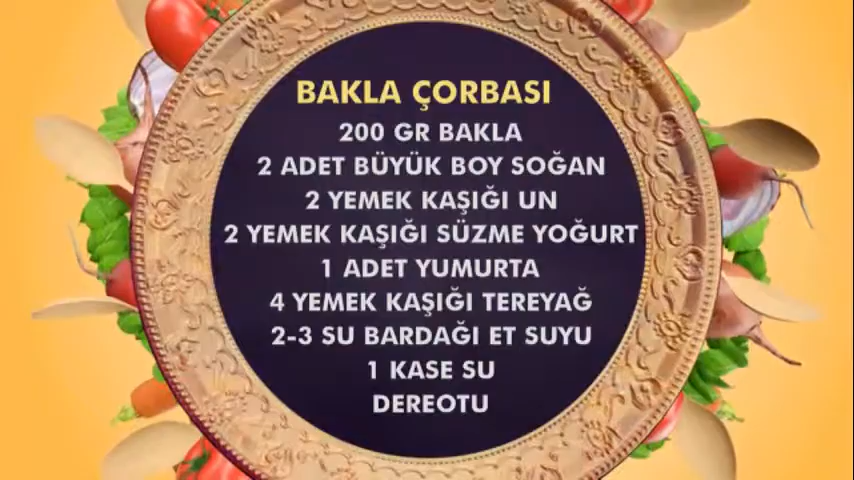 BAKLA ÇORBASI
200 GR BAKLA
2 ADET BÜYÜK BOY SOĞAN
2 YEMEK KAŞIĞI UN
2 YEMEK KAŞIĞI SÜZME YOĞURT
1 ADET YUMURTA
4 YEMEK KAŞIĞI TEREYAĞ
2-3 SU BARDAĞI ET SUYU
1 KASE SU
DEREOTU